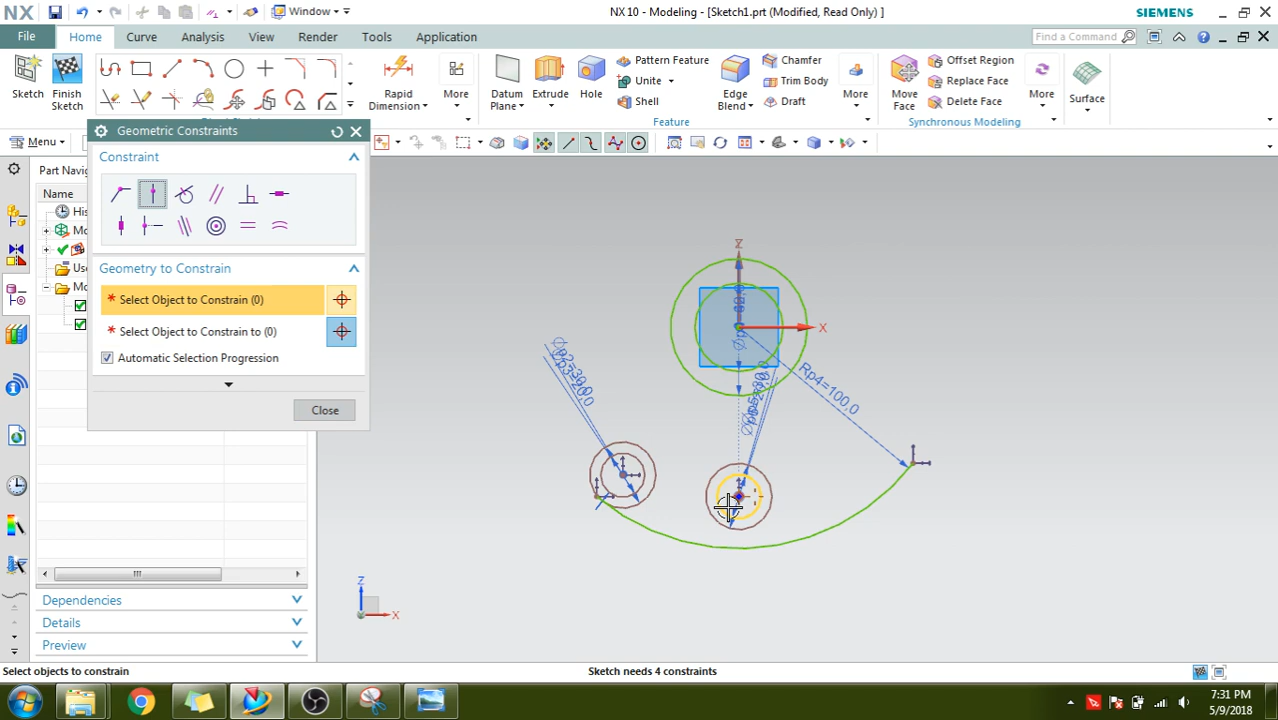 NX
Window
NX 10 - Modeling - [Sketch1.prt (Modified, Read Only) ]
SIEMENS
File
Home
Curve
Analysis
View
Render
Tools
Application
Find a Command
Sketch
Finish Sketch
Rapid Dimension
More
Datum Plane
Extrude
Hole
Pattern Feature
Unite
Shell
Edge Blend
Chamfer
Trim Body
Draft
More
Move Face
Offset Region
Replace Face
Delete Face
More
Surface
Feature
Synchronous Modeling
Menu
Geometric Constraints
Part Navi
Name
His
Mo
Use
Mo
Constraint
Geometry to Constrain
* Select Object to Constrain (0)
* Select Object to Constrain to (0)
Automatic Selection Progression
Close
Z
X
Rp4=100,0
Z
X
Dependencies
Details
Preview
Select objects to constrain
Sketch needs 4 constraints
7:31 PM
5/9/2018